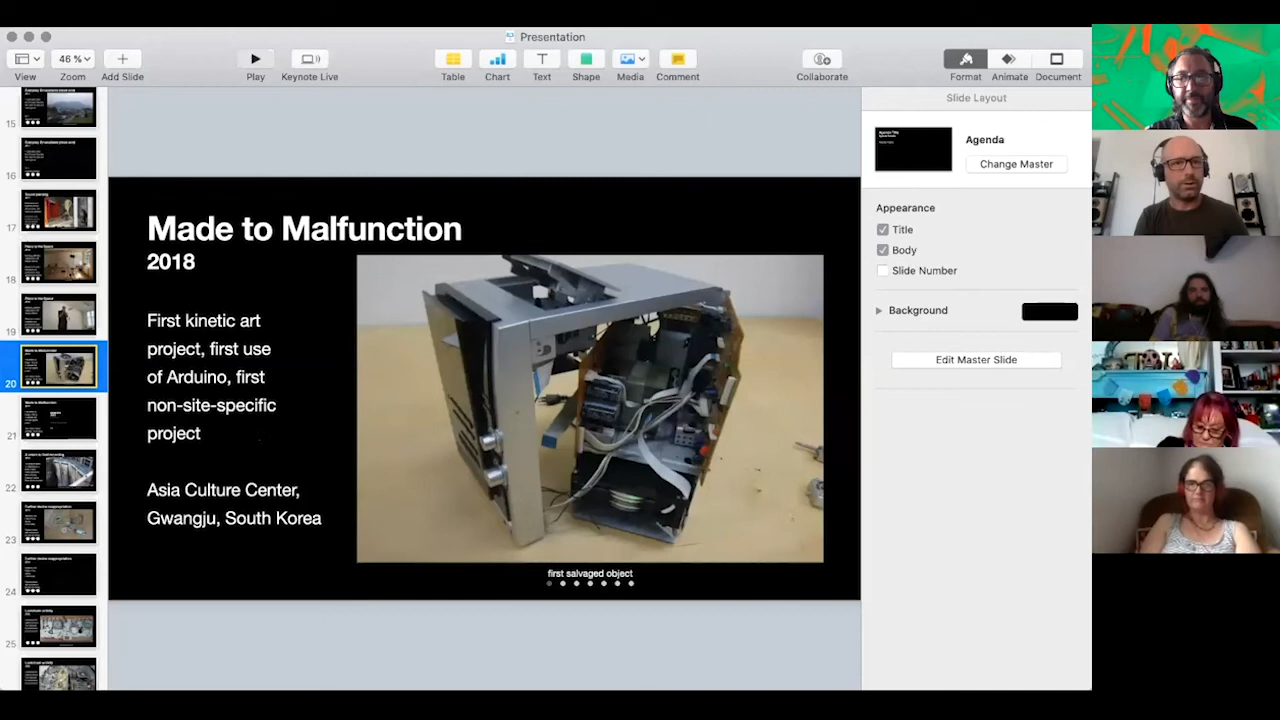 Presentation
View
46 %
Zoom
Add Slide
Play
Keynote Live
Table
Chart
Text
Shape
Media
Comment
Collaborate
Format
Animate
Document
15
16
17
18
19
20
21
22
23
24
25
Made to Malfunction
2018
First kinetic art
project, first use
of Arduino, first
non-site-specific
project
Asia Culture Center,
Gwangju, South Korea
first salvaged object
Slide Layout
Agenda
Change Master
Appearance
Title
Body
Slide Number
Background
Edit Master Slide